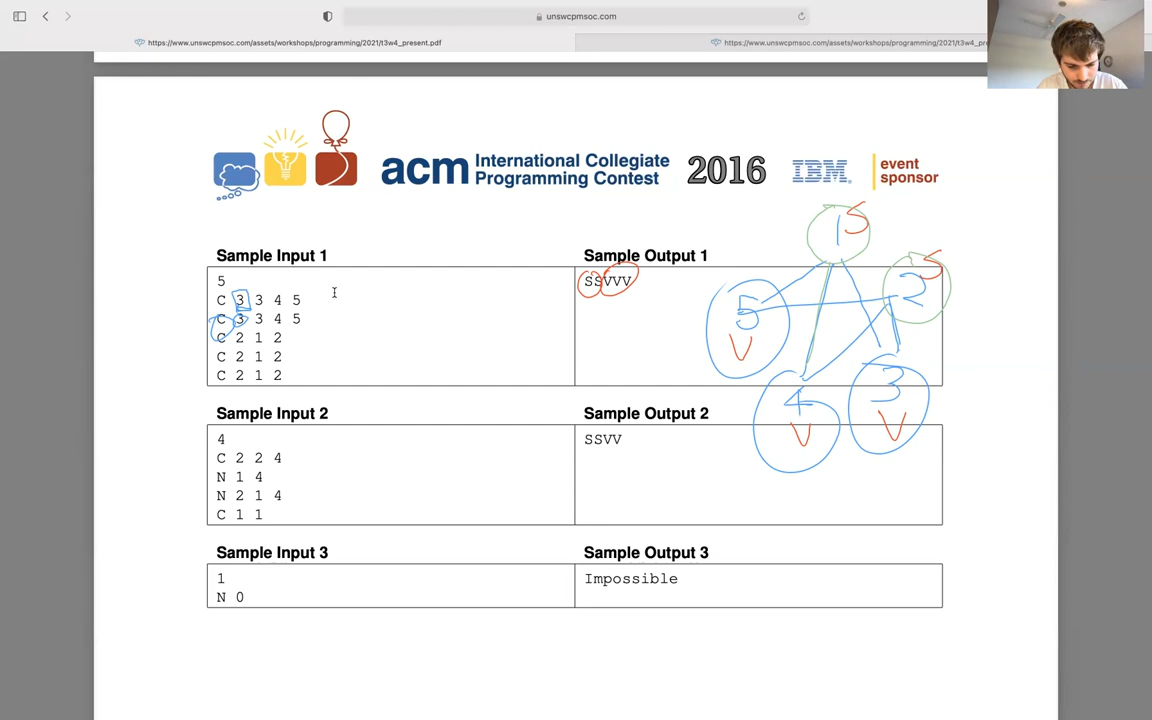 unswcpmsoc.com
https://www.unswcpmsoc.com/assets/workshops/programming/2021/t3w4_present.pdf
https://www.unswcpmsoc.com/assets/workshops/programming/2021/t3w4_pre
acm International Collegiate Programming Contest 2016 IBM. event sponsor
Sample Input 1
Sample Output 1
5
C 3 3 4 5
C 3 3 4 5
C 2 1 2
C 2 1 2
C 2 1 2
SSVVV
1 S
2 S
5
V
4
V
3
V
Sample Input 2
Sample Output 2
4
C 2 2 4
N 1 4
N 2 1 4
C 1 1
SSVV
Sample Input 3
Sample Output 3
1
N 0
Impossible